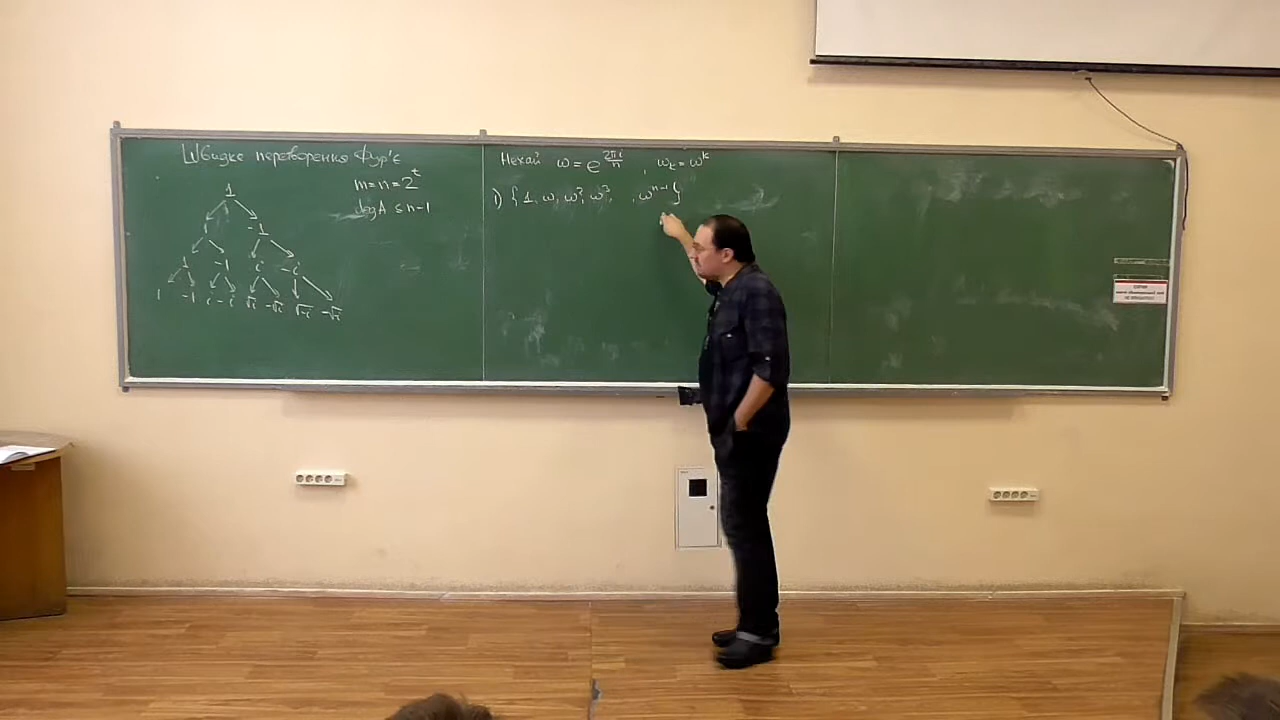 Швидке перетворення Фур'є
m=n=2^t
deg A ≤ n-1
1
1 -1
1 -1 i -i
1 -1 i -i √i -√i √-i -√-i
Нехай ω = e^{2πi/n}, ω_k = ω^k
1) {1, ω, ω², ω³, , ω^{n-1}}